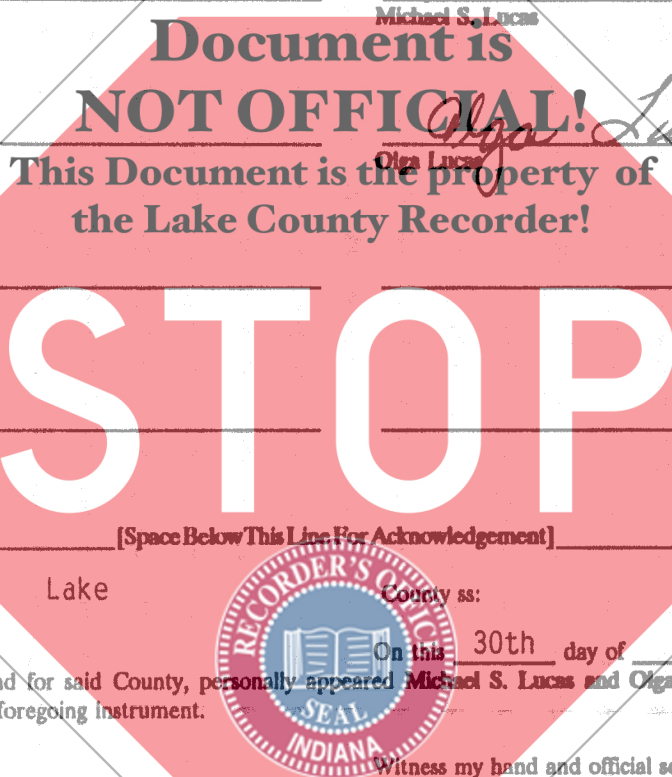 Michael S. Lucas
Document is
NOT OFFICIAL!
Olga
Olga Lucas
This Document is the property of
the Lake County Recorder!
STOP
[Space Below This Line For Acknowledgement]
Lake County ss:
On this 30th day of
nd for said County, personally appeared Michael S. Lucas and Olga
foregoing instrument.
RECORDER'S OFFICE
SEAL
INDIANA
Witness my hand and official se